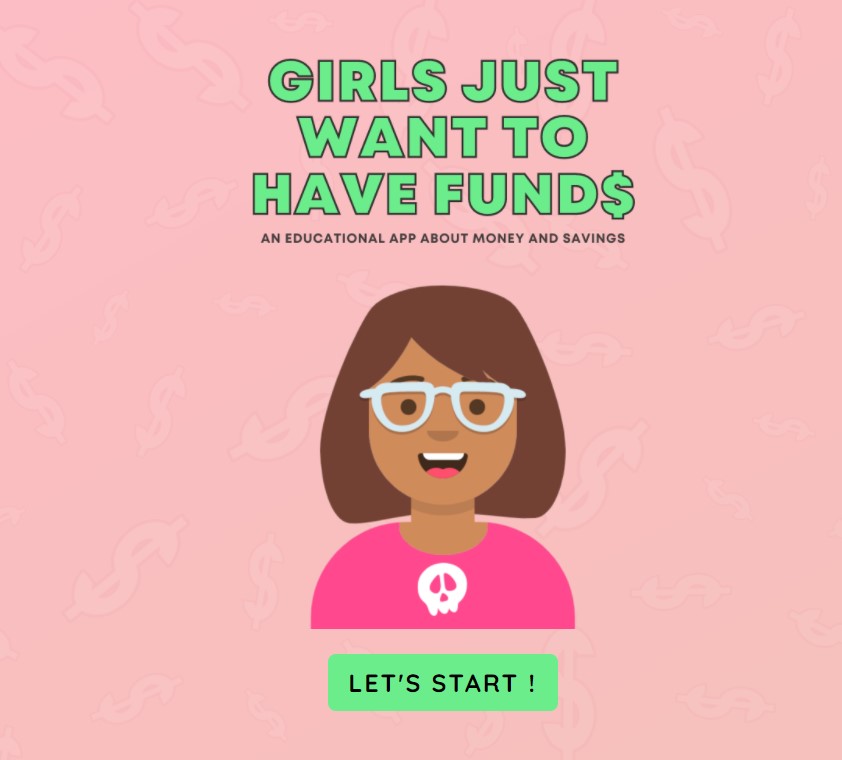 GIRLS JUST
WANT TO
HAVE FUND$
AN EDUCATIONAL APP ABOUT MONEY AND SAVINGS
LET'S START !